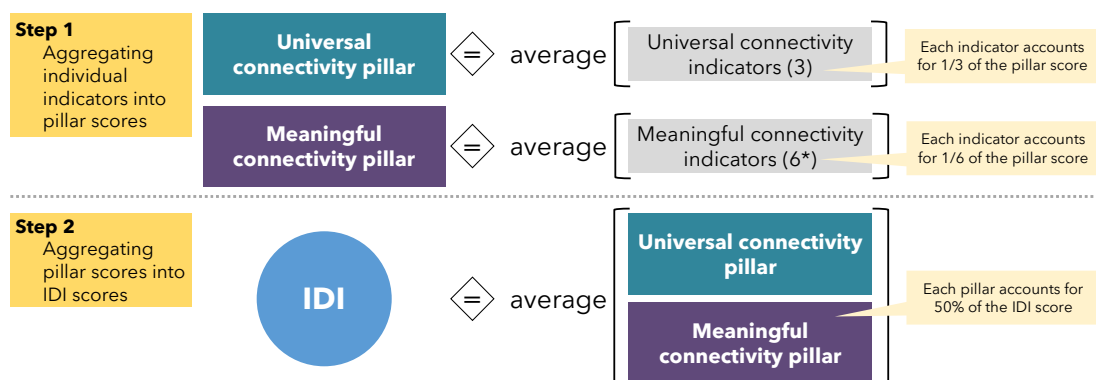 Step 1
Aggregating
individual
indicators into
pillar scores
Universal
connectivity pillar
=
average
Universal connectivity
indicators (3)
Each indicator accounts
for 1/3 of the pillar score
Meaningful
connectivity pillar
=
average
Meaningful connectivity
indicators (6*)
Each indicator accounts
for 1/6 of the pillar score
Step 2
Aggregating
pillar scores into
IDI scores
IDI
=
average
Universal connectivity
pillar
Meaningful
connectivity pillar
Each pillar accounts for
50% of the IDI score